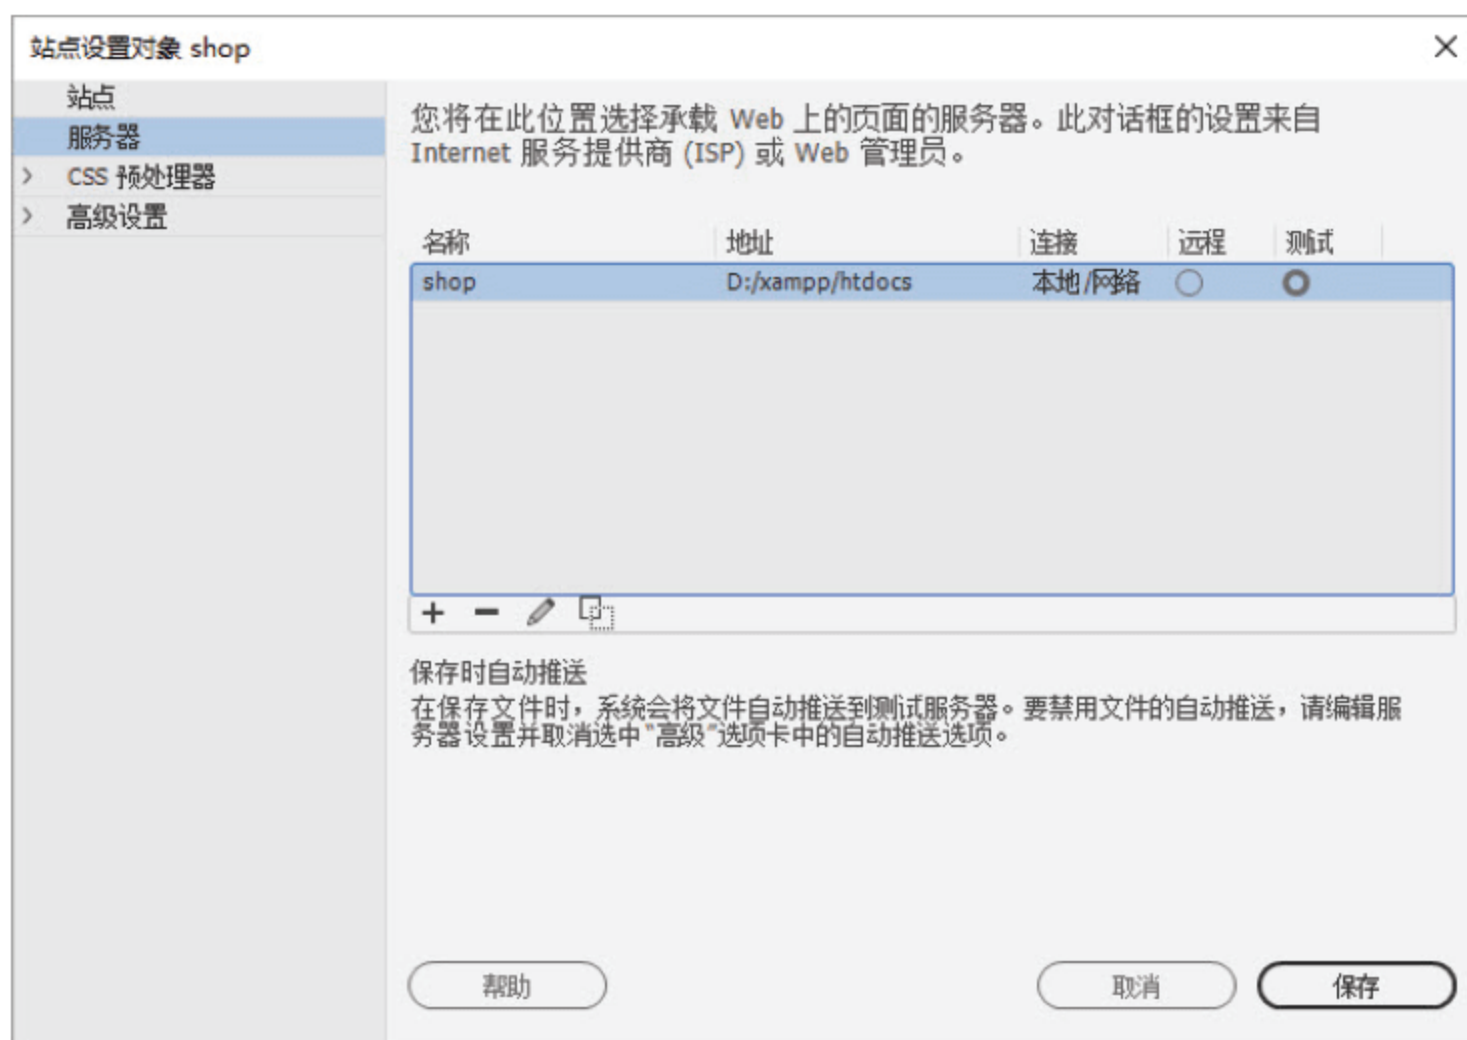 站点设置对象 shop
站点
服务器
CSS 预处理器
高级设置
您将在此位置选择承载 Web 上的页面的服务器。此对话框的设置来自
Internet 服务提供商 (ISP) 或 Web 管理员。
名称 地址 连接 远程 测试
shop D:/xampp/htdocs 本地/网络
保存时自动推送
在保存文件时，系统会将文件自动推送到测试服务器。要禁用文件的自动推送，请编辑服
务器设置并取消选中"高级"选项卡中的自动推送选项。
帮助 取消 保存